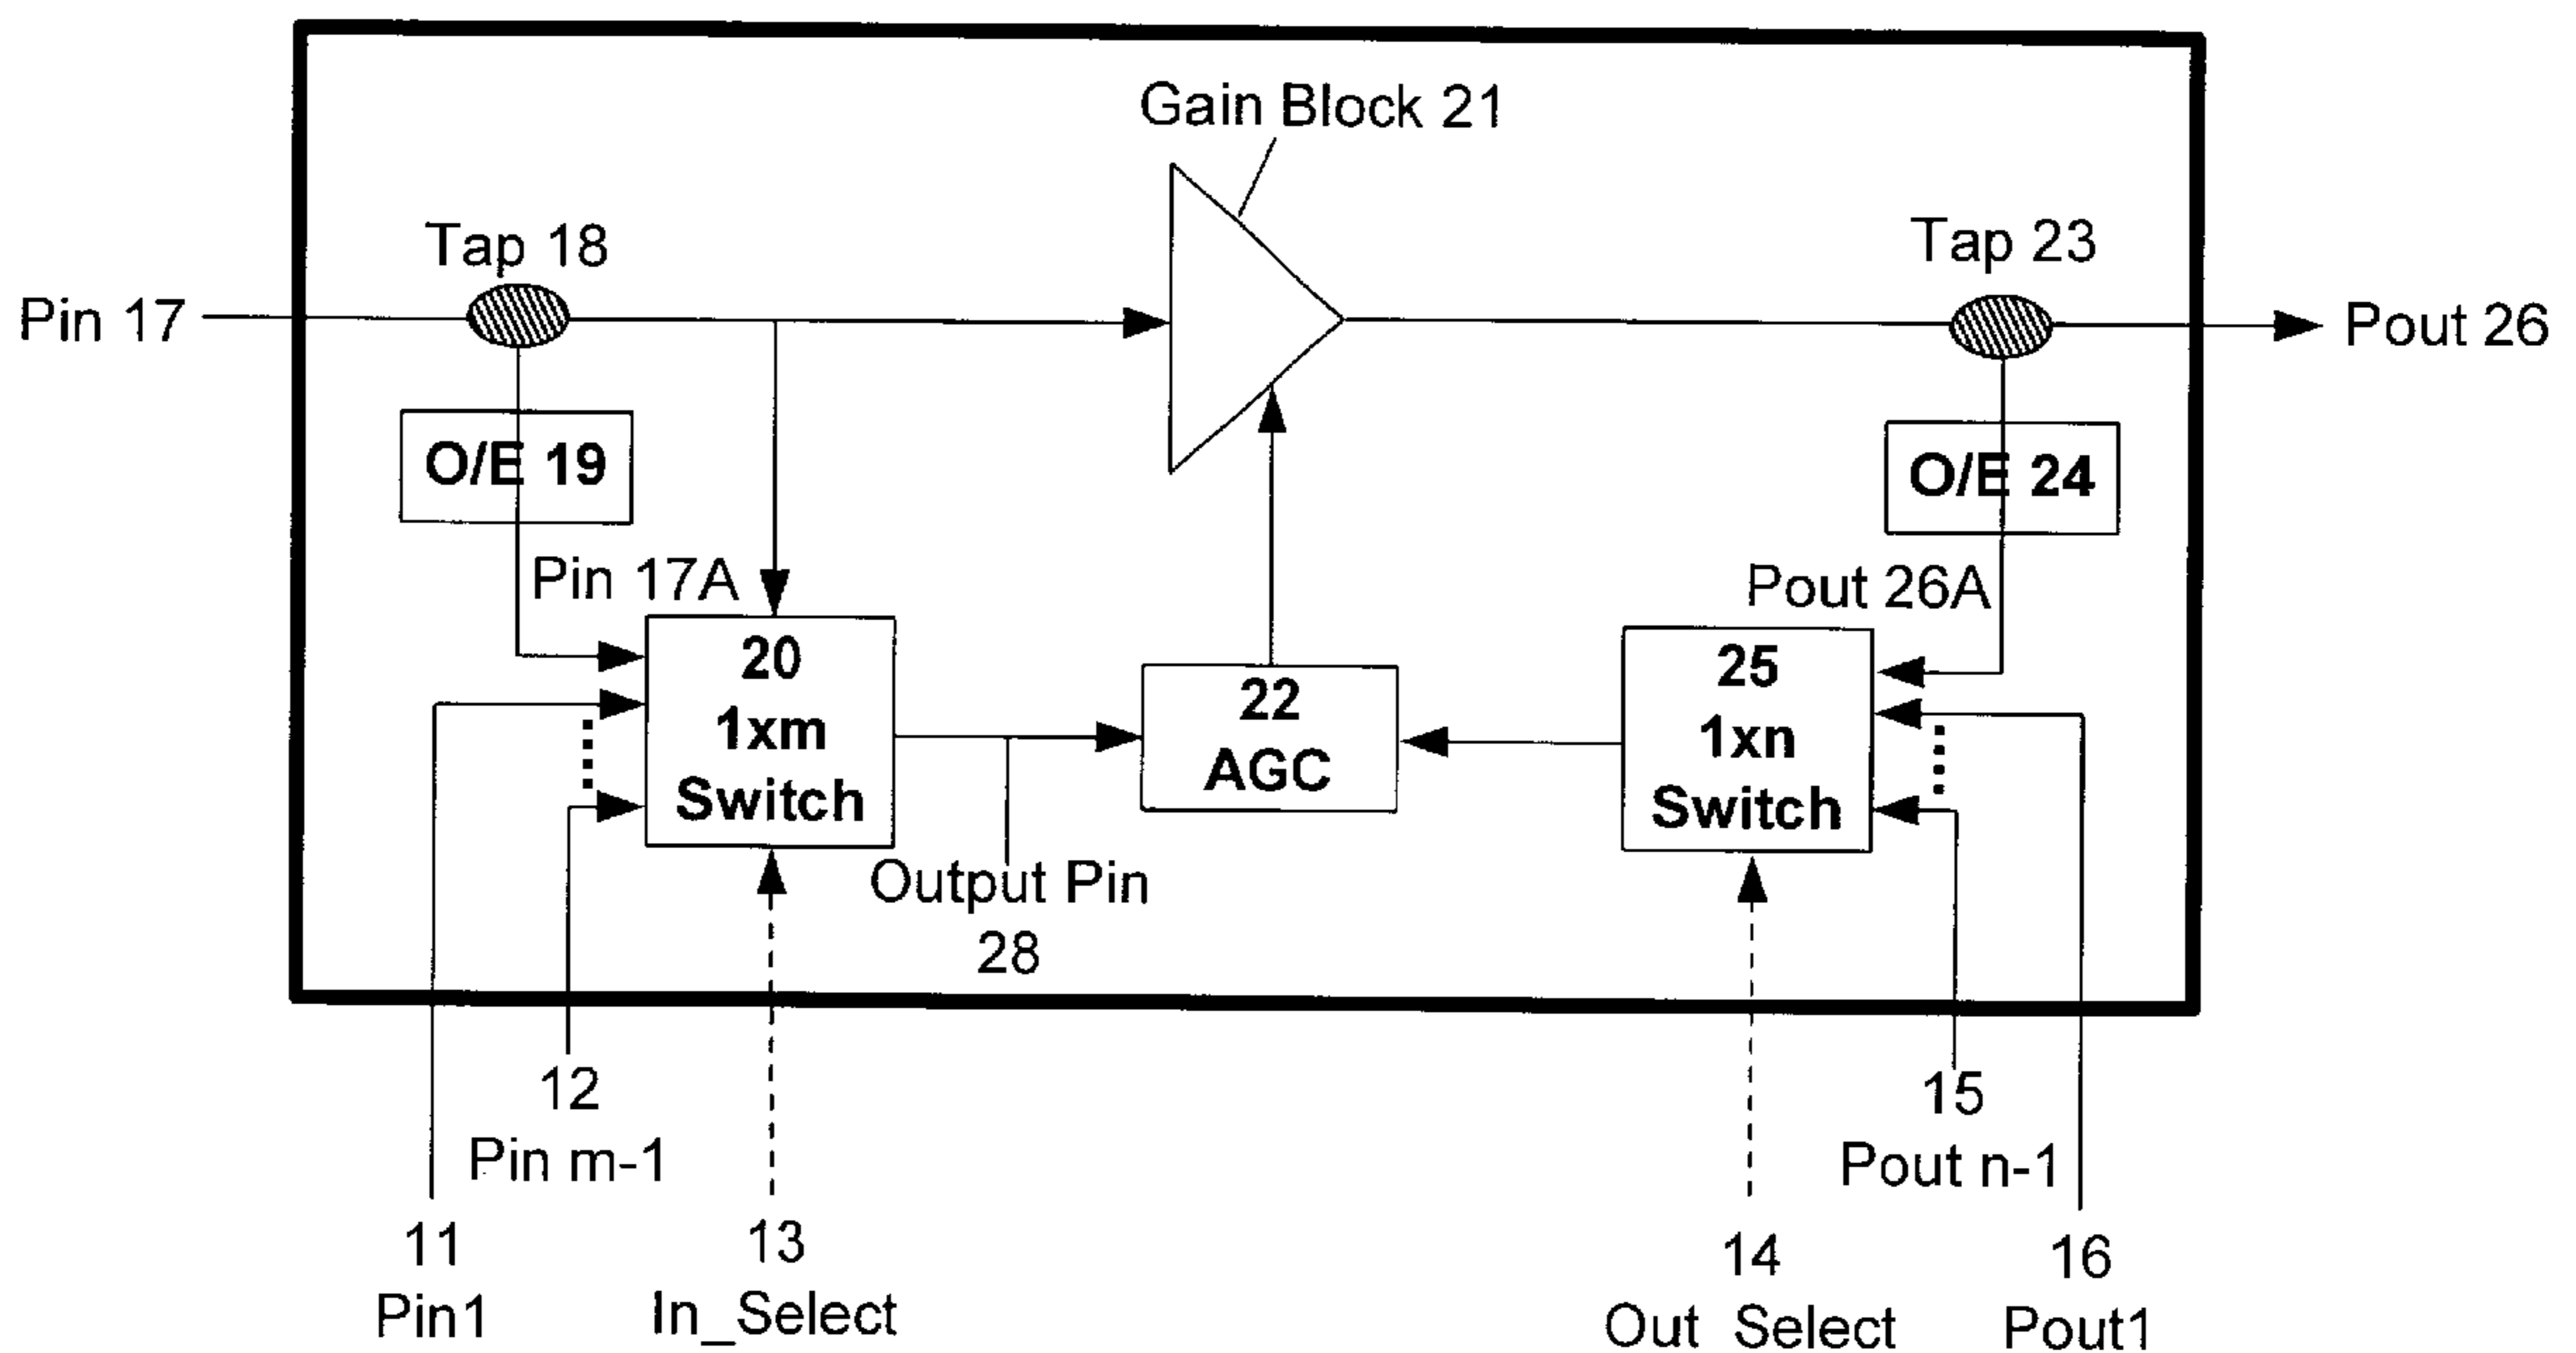 Gain Block 21
Tap 18
Tap 23
Pin 17
Pout 26
O/E 19
O/E 24
Pin 17A
Pout 26A
20
1xm
Switch
22
AGC
25
1xn
Switch
Output Pin
28
12
Pin m-1
15
Pout n-1
11
Pin1
13
In_Select
14
Out Select
16
Pout1